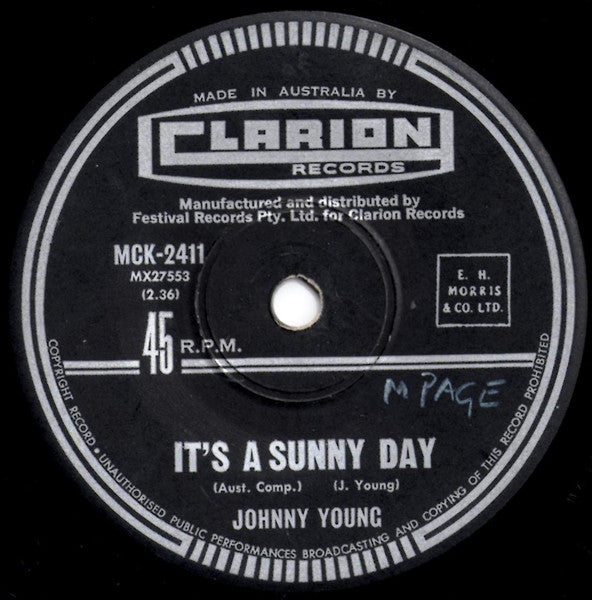 MADE IN AUSTRALIA BY
CLARION
RECORDS
Manufactured and distributed by
Festival Records Pty. Ltd. for Clarion Records
MCK-2411
MX27553
(2.36)
E. H.
MORRIS
& CO. LTD.
45 R.P.M.
M PAGE
IT'S A SUNNY DAY
(Aust. Comp.) (J. Young)
JOHNNY YOUNG
COPYRIGHT RECORD • UNAUTHORISED PUBLIC PERFORMANCES BROADCASTING AND COPYING OF THIS RECORD PROHIBITED